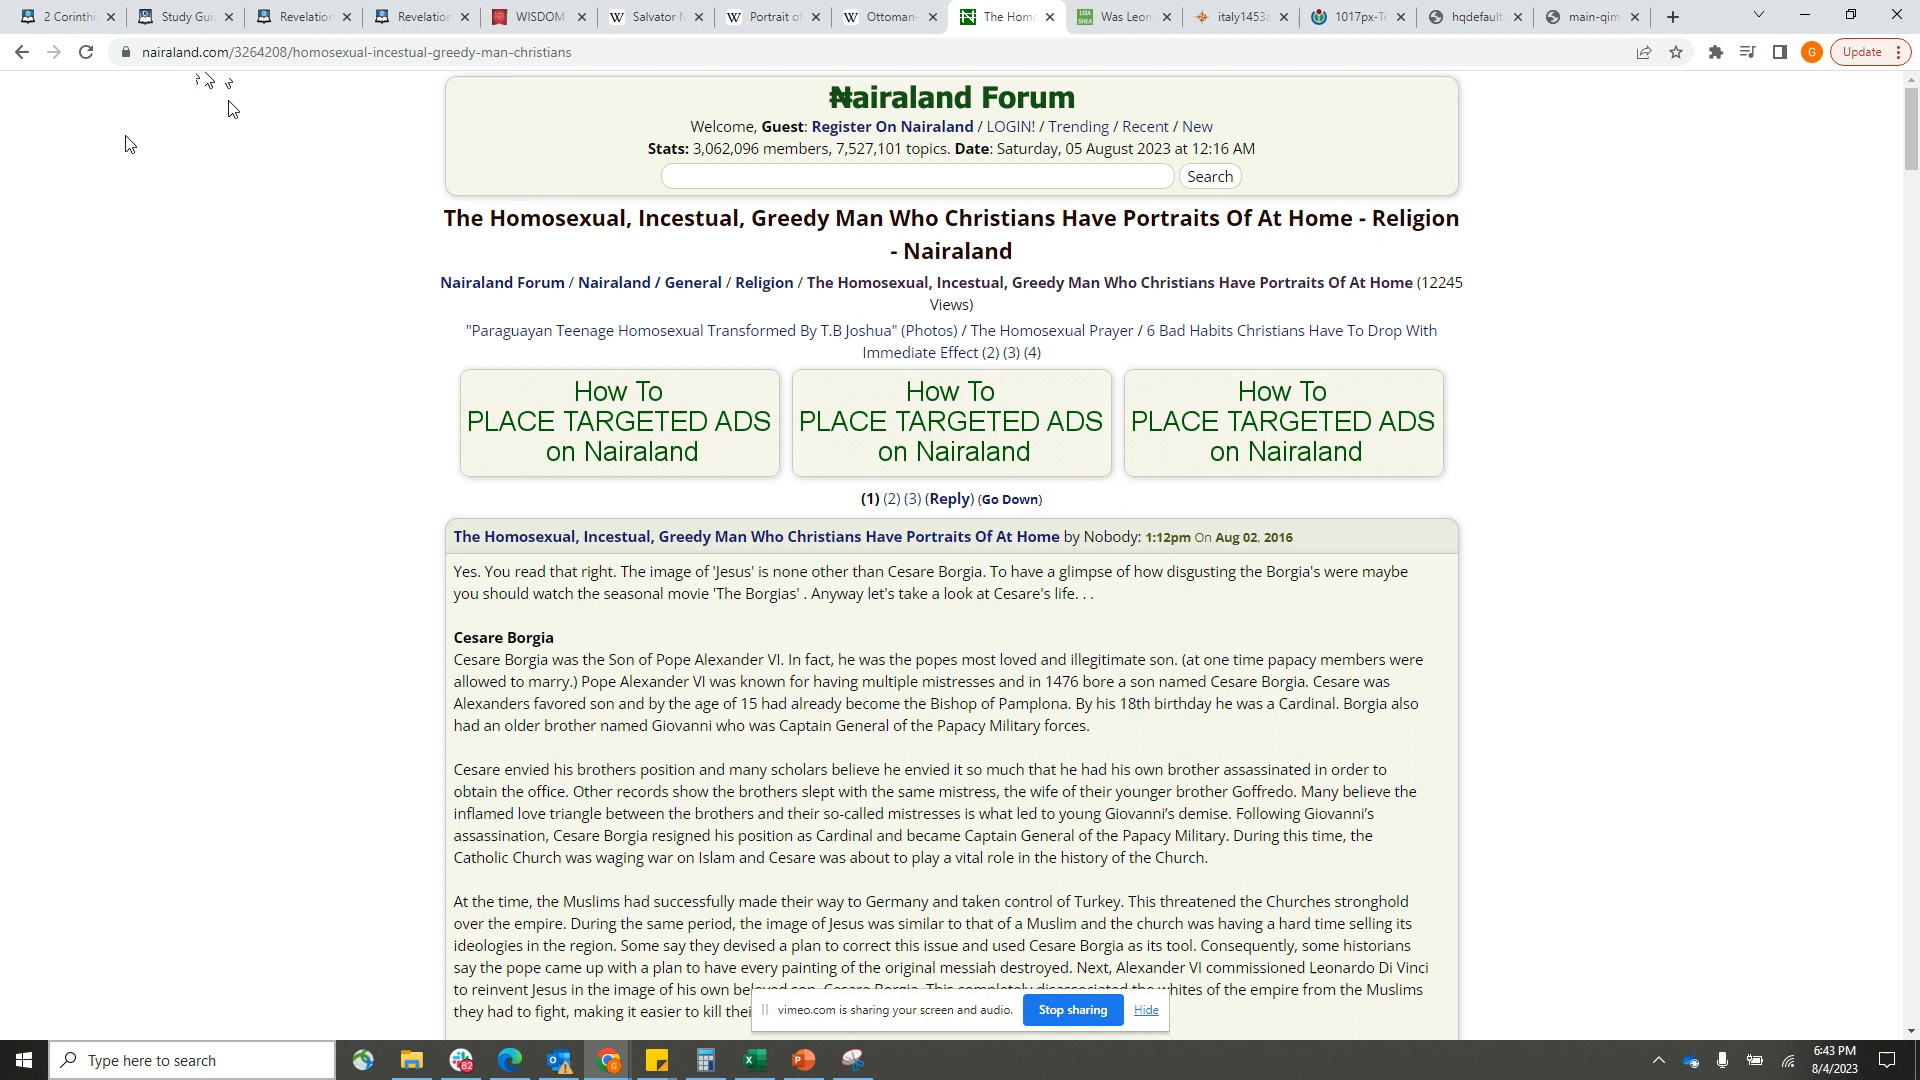 2 Corinthi
Study Gui
Revelation
Revelation
WISDOM
Salvator M
Portrait of
Ottoman–
The Homo
Was Leon
italy1453a
1017px-Te
hqdefault.
main-qim
nairaland.com/3264208/homosexual-incestual-greedy-man-christians
G
Update
₦airaland Forum
Welcome, Guest: Register On Nairaland / LOGIN! / Trending / Recent / New
Stats: 3,062,096 members, 7,527,101 topics. Date: Saturday, 05 August 2023 at 12:16 AM
Search
The Homosexual, Incestual, Greedy Man Who Christians Have Portraits Of At Home - Religion
- Nairaland
Nairaland Forum / Nairaland / General / Religion / The Homosexual, Incestual, Greedy Man Who Christians Have Portraits Of At Home (12245
Views)
"Paraguayan Teenage Homosexual Transformed By T.B Joshua" (Photos) / The Homosexual Prayer / 6 Bad Habits Christians Have To Drop With
Immediate Effect (2) (3) (4)
How To
PLACE TARGETED ADS
on Nairaland
How To
PLACE TARGETED ADS
on Nairaland
How To
PLACE TARGETED ADS
on Nairaland
(1) (2) (3) (Reply) (Go Down)
The Homosexual, Incestual, Greedy Man Who Christians Have Portraits Of At Home by Nobody: 1:12pm On Aug 02, 2016
Yes. You read that right. The image of 'Jesus' is none other than Cesare Borgia. To have a glimpse of how disgusting the Borgia's were maybe
you should watch the seasonal movie 'The Borgias' . Anyway let's take a look at Cesare's life. . .
Cesare Borgia
Cesare Borgia was the Son of Pope Alexander VI. In fact, he was the popes most loved and illegitimate son. (at one time papacy members were
allowed to marry.) Pope Alexander VI was known for having multiple mistresses and in 1476 bore a son named Cesare Borgia. Cesare was
Alexanders favored son and by the age of 15 had already become the Bishop of Pamplona. By his 18th birthday he was a Cardinal. Borgia also
had an older brother named Giovanni who was Captain General of the Papacy Military forces.
Cesare envied his brothers position and many scholars believe he envied it so much that he had his own brother assassinated in order to
obtain the office. Other records show the brothers slept with the same mistress, the wife of their younger brother Goffredo. Many believe the
inflamed love triangle between the brothers and their so-called mistresses is what led to young Giovanni’s demise. Following Giovanni’s
assassination, Cesare Borgia resigned his position as Cardinal and became Captain General of the Papacy Military. During this time, the
Catholic Church was waging war on Islam and Cesare was about to play a vital role in the history of the Church.
At the time, the Muslims had successfully made their way to Germany and taken control of Turkey. This threatened the Churches stronghold
over the empire. During the same period, the image of Jesus was similar to that of a Muslim and the church was having a hard time selling its
ideologies in the region. Some say they devised a plan to correct this issue and used Cesare Borgia as its tool. Consequently, some historians
say the pope came up with a plan to have every painting of the original messiah destroyed. Next, Alexander VI commissioned Leonardo Di Vinci
to reinvent Jesus in the image of his own beloved son, Cesare Borgia. This completely disassociated the whites of the empire from the Muslims
they had to fight, making it easier to kill thei
vimeo.com is sharing your screen and audio.
Stop sharing
Hide
Type here to search
82
6:43 PM
8/4/2023